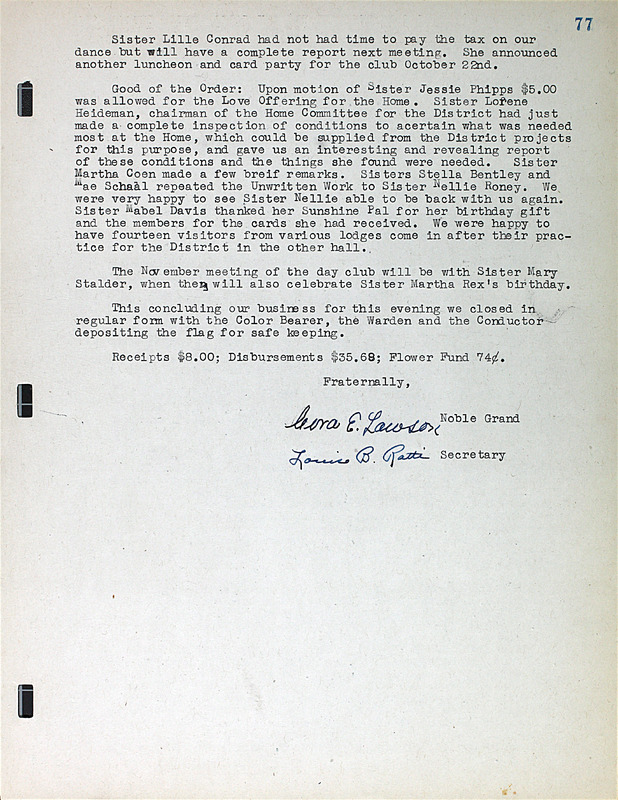 77
Sister Lille Conrad had not had time to pay the tax on our
dance but will have a complete report next meeting. She announced
another luncheon and card party for the club October 22nd.
Good of the Order: Upon motion of Sister Jessie Phipps $5.00
was allowed for the Love Offering for the Home. Sister Lorene
Heideman, chairman of the Home Committee for the District had just
made a complete inspection of conditions to acertain what was needed
most at the Home, which could be supplied from the District projects
for this purpose, and gave us an interesting and revealing report
of these conditions and the things she found were needed. Sister
Martha Coen made a few breif remarks. Sisters Stella Bentley and
Mae Schaal repeated the Unwritten Work to Sister Nellie Roney. We
were very happy to see Sister Nellie able to be back with us again.
Sister Mabel Davis thanked her Sunshine Pal for her birthday gift
and the members for the cards she had received. We were happy to
have fourteen visitors from various lodges come in after their prac-
tice for the District in the other hall.
The November meeting of the day club will be with Sister Mary
Stalder, when they will also celebrate Sister Martha Rex's birthday.
This concluding our business for this evening we closed in
regular form with the Color Bearer, the Warden and the Conductor
depositing the flag for safe keeping.
Receipts $8.00; Disbursements $35.68; Flower Fund 74¢.
Fraternally,
E. Lawson Noble Grand
Louise B. Ratti Secretary